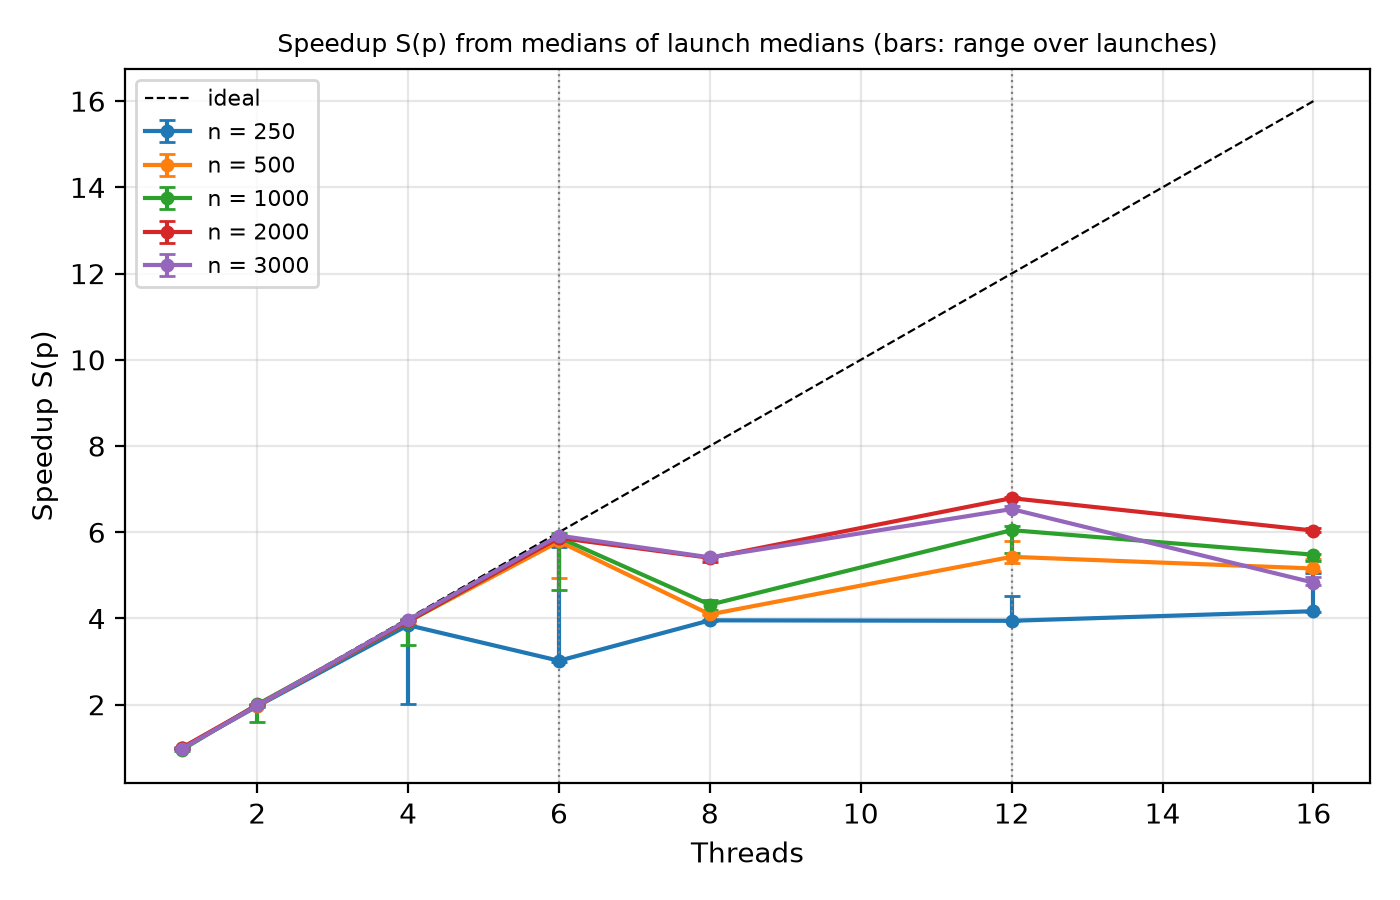 Speedup S(p) from medians of launch medians (bars: range over launches)
ideal
n = 250
n = 500
n = 1000
n = 2000
n = 3000
16
14
12
10
8
6
4
2
Speedup S(p)
2 4 6 8 10 12 14 16
Threads